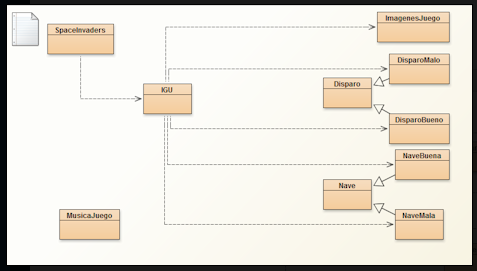 SpaceInvaders
ImagenesJuego
DisparoMalo
Disparo
IGU
DisparoBueno
NaveBuena
Nave
MusicaJuego
NaveMala